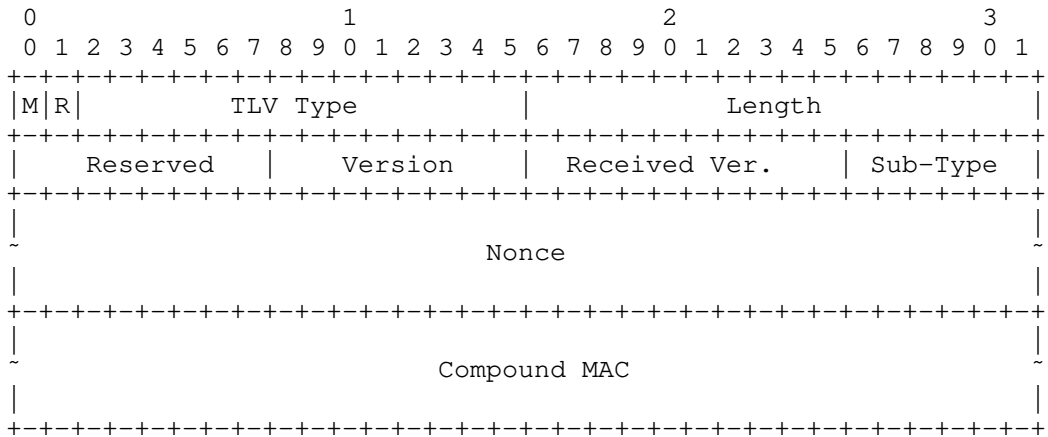 0                   1                   2                   3
 0 1 2 3 4 5 6 7 8 9 0 1 2 3 4 5 6 7 8 9 0 1 2 3 4 5 6 7 8 9 0 1
+-+-+-+-+-+-+-+-+-+-+-+-+-+-+-+-+-+-+-+-+-+-+-+-+-+-+-+-+-+-+-+-+
|M|R|         TLV Type          |            Length             |
+-+-+-+-+-+-+-+-+-+-+-+-+-+-+-+-+-+-+-+-+-+-+-+-+-+-+-+-+-+-+-+-+
|    Reserved   |    Version    |  Received Ver.    | Sub-Type  |
+-+-+-+-+-+-+-+-+-+-+-+-+-+-+-+-+-+-+-+-+-+-+-+-+-+-+-+-+-+-+-+-+
|                                                               |
~                             Nonce                             ~
|                                                               |
+-+-+-+-+-+-+-+-+-+-+-+-+-+-+-+-+-+-+-+-+-+-+-+-+-+-+-+-+-+-+-+-+
|                                                               |
~                          Compound MAC                         ~
|                                                               |
+-+-+-+-+-+-+-+-+-+-+-+-+-+-+-+-+-+-+-+-+-+-+-+-+-+-+-+-+-+-+-+-+